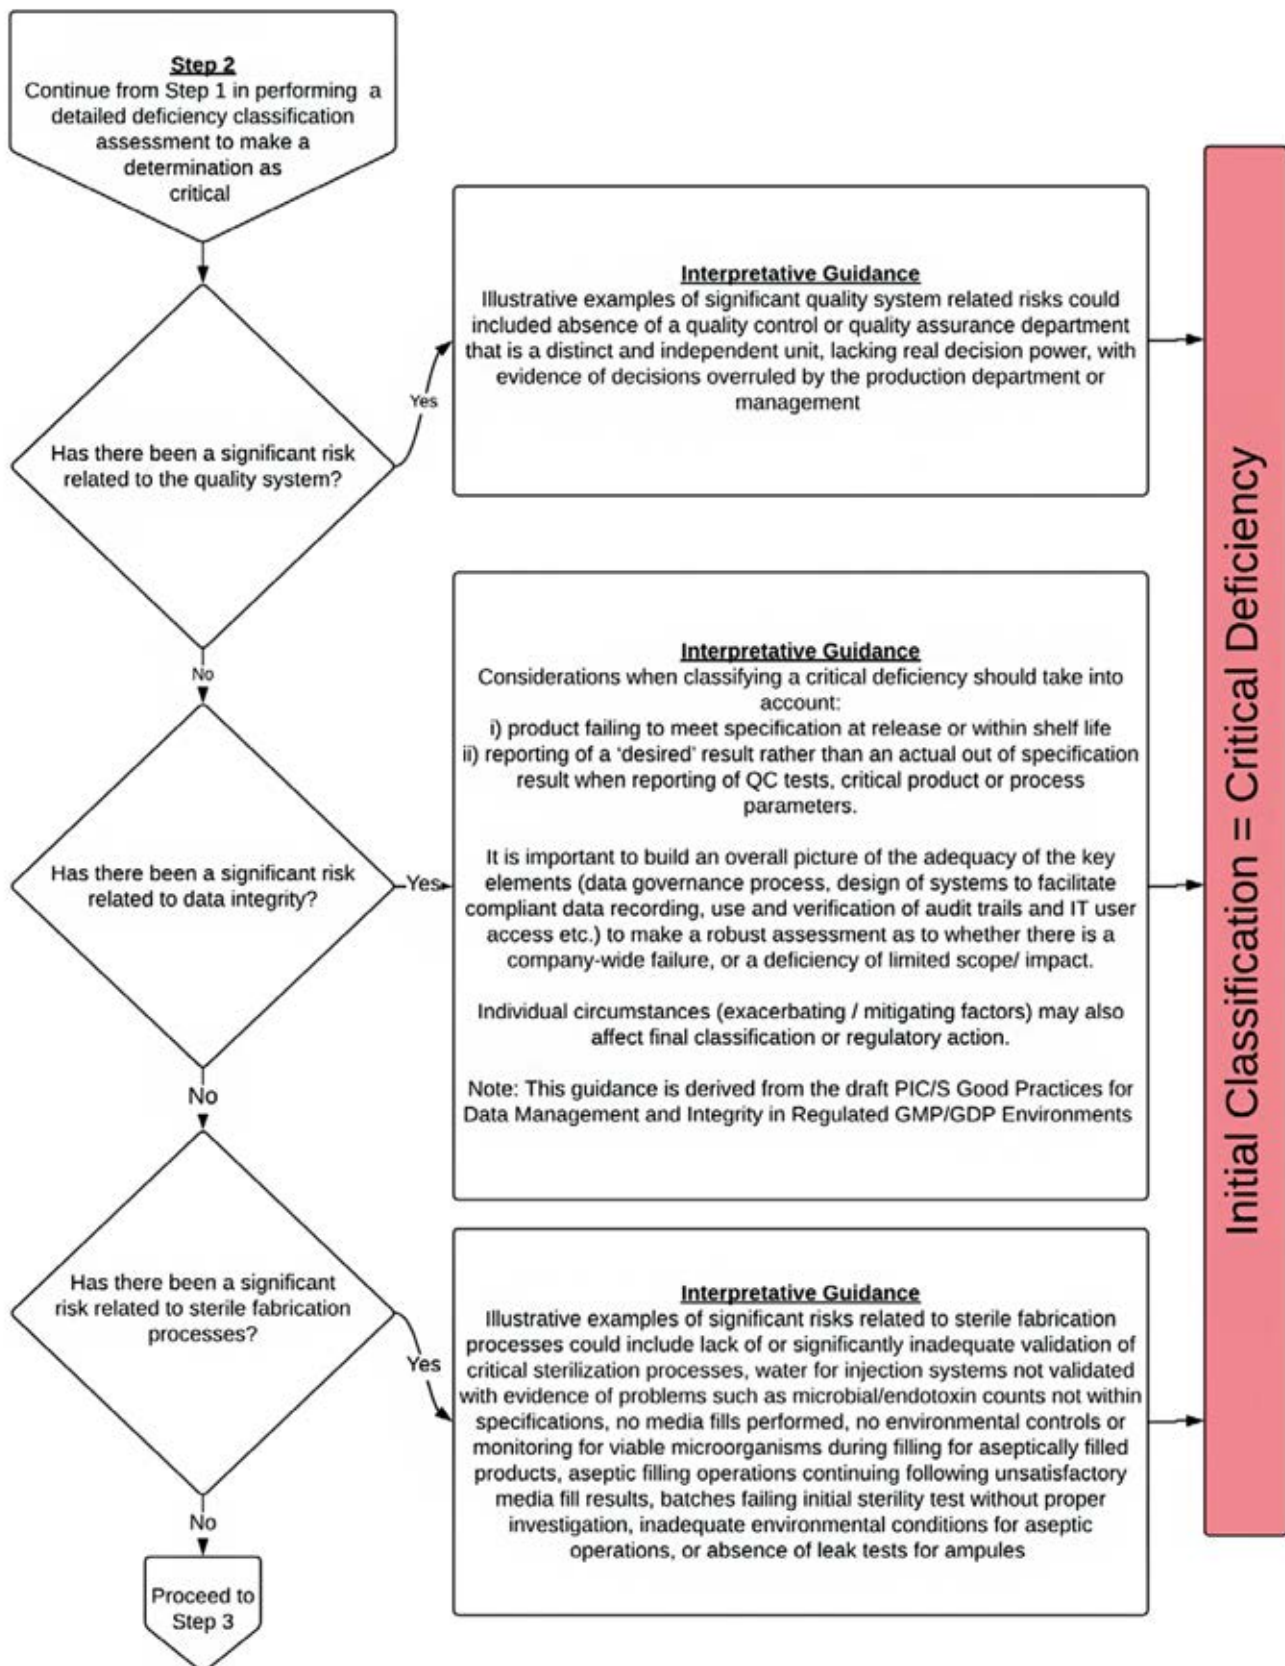 Step 2
Continue from Step 1 in performing a
detailed deficiency classification
assessment to make a
determination as
critical
Interpretative Guidance
Illustrative examples of significant quality system related risks could
included absence of a quality control or quality assurance department
that is a distinct and independent unit, lacking real decision power, with
evidence of decisions overruled by the production department or
management
Yes
Has there been a significant risk
related to the quality system?
No
Interpretative Guidance
Considerations when classifying a critical deficiency should take into
account:
i) product failing to meet specification at release or within shelf life
ii) reporting of a ‘desired’ result rather than an actual out of specification
result when reporting of QC tests, critical product or process
parameters.
It is important to build an overall picture of the adequacy of the key
elements (data governance process, design of systems to facilitate
compliant data recording, use and verification of audit trails and IT user
access etc.) to make a robust assessment as to whether there is a
company-wide failure, or a deficiency of limited scope/ impact.
Individual circumstances (exacerbating / mitigating factors) may also
affect final classification or regulatory action.
Note: This guidance is derived from the draft PIC/S Good Practices for
Data Management and Integrity in Regulated GMP/GDP Environments
Has there been a significant risk
related to data integrity?
Yes
No
Has there been a significant
risk related to sterile fabrication
processes?
Yes
Interpretative Guidance
Illustrative examples of significant risks related to sterile fabrication
processes could include lack of or significantly inadequate validation of
critical sterilization processes, water for injection systems not validated
with evidence of problems such as microbial/endotoxin counts not within
specifications, no media fills performed, no environmental controls or
monitoring for viable microorganisms during filling for aseptically filled
products, aseptic filling operations continuing following unsatisfactory
media fill results, batches failing initial sterility test without proper
investigation, inadequate environmental conditions for aseptic
operations, or absence of leak tests for ampules
No
Proceed to
Step 3
Initial Classification = Critical Deficiency